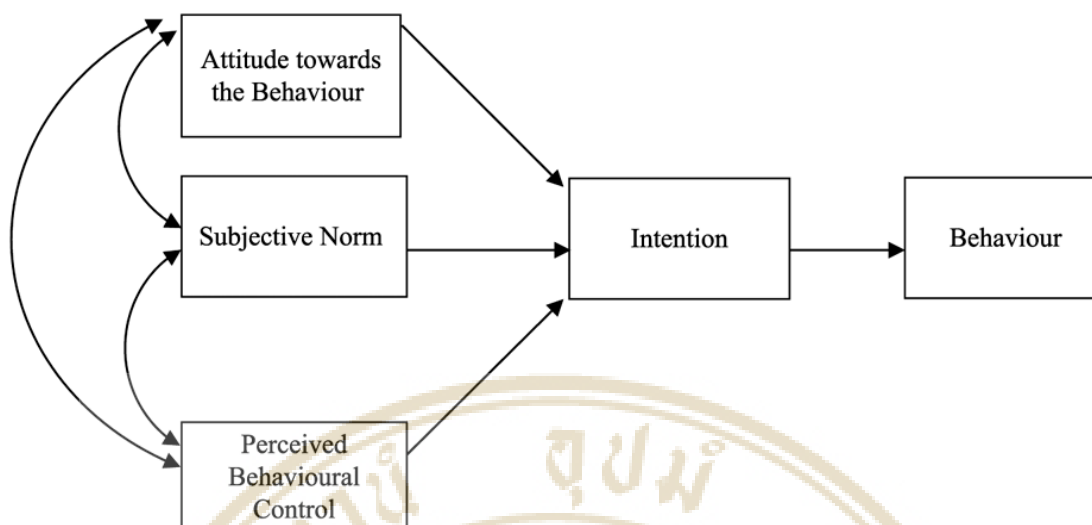 Attitude towards
the Behaviour
Subjective Norm
Intention
Behaviour
Perceived
Behavioural
Control